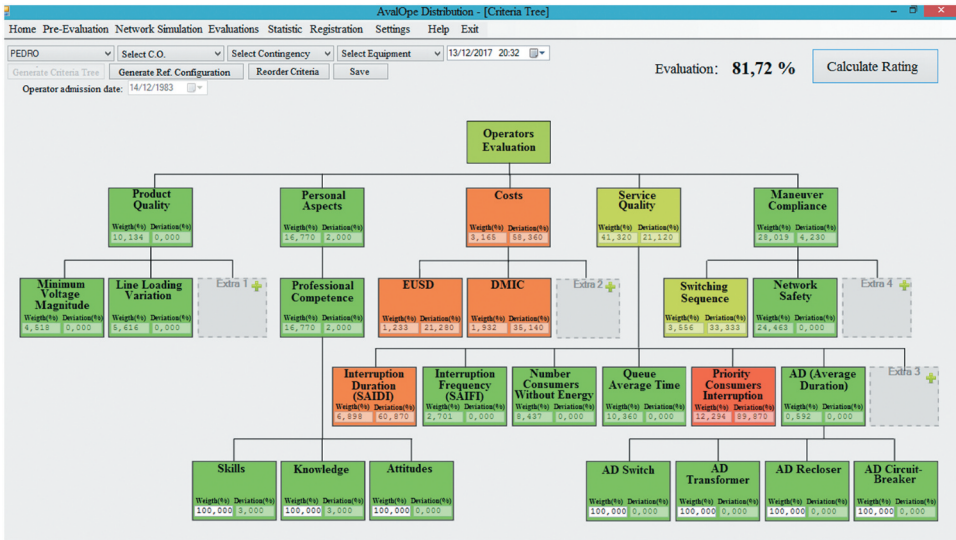 AvalOpe Distribution - [Criteria Tree]
Home Pre-Evaluation Network Simulation Evaluations Statistic Registration Settings Help Exit
PEDRO Select C.O. Select Contingency Select Equipment 13/12/2017 20:32
Generate Criteria Tree Generate Ref. Configuration Reorder Criteria Save
Operator admission date: 14/12/1983
Evaluation: 81,72 % Calculate Rating
Operators
Evaluation
Product
Quality
Weigth(%) Deviation(%)
10,134 0,000
Personal
Aspects
Weigth(%) Deviation(%)
16,770 2,000
Costs
Weigth(%) Deviation(%)
3,165 58,360
Service
Quality
Weigth(%) Deviation(%)
41,320 21,120
Maneuver
Compliance
Weigth(%) Deviation(%)
28,019 4,230
Minimum
Voltage
Magnitude
Weigth(%) Deviation(%)
4,518 0,000
Line Loading
Variation
Weigth(%) Deviation(%)
5,616 0,000
Extra 1
Professional
Competence
Weigth(%) Deviation(%)
16,770 2,000
EUSD
Weigth(%) Deviation(%)
1,233 21,280
DMIC
Weigth(%) Deviation(%)
1,932 35,140
Extra 2
Switching
Sequence
Weigth(%) Deviation(%)
3,556 33,333
Network
Safety
Weigth(%) Deviation(%)
24,463 0,000
Extra 4
Interruption
Duration
(SAIDI)
Weigth(%) Deviation(%)
6,898 60,870
Interruption
Frequency
(SAIFI)
Weigth(%) Deviation(%)
2,701 0,000
Number
Consumers
Without Energy
Weigth(%) Deviation(%)
8,437 0,000
Queue
Average Time
Weigth(%) Deviation(%)
10,360 0,000
Priority
Consumers
Interruption
Weigth(%) Deviation(%)
12,294 89,870
AD (Average
Duration)
Weigth(%) Deviation(%)
0,592 0,000
Extra 3
Skills
Weigth(%) Deviation(%)
100,000 3,000
Knowledge
Weigth(%) Deviation(%)
100,000 3,000
Attitudes
Weigth(%) Deviation(%)
100,000 0,000
AD Switch
Weigth(%) Deviation(%)
100,000 0,000
AD
Transformer
Weigth(%) Deviation(%)
100,000 0,000
AD Recloser
Weigth(%) Deviation(%)
100,000 0,000
AD Circuit-
Breaker
Weigth(%) Deviation(%)
100,000 0,000